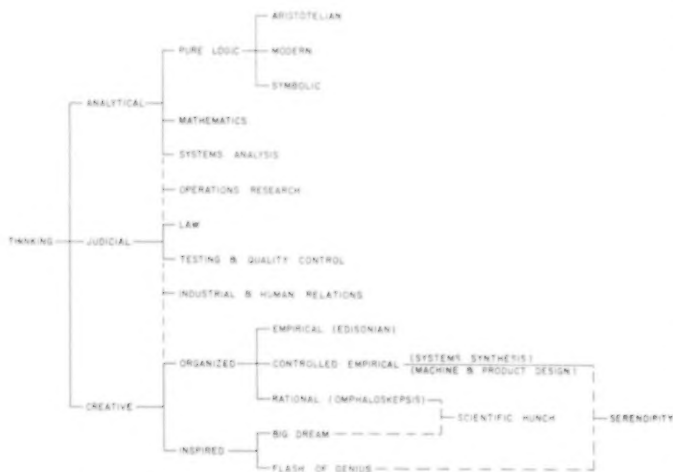 ARISTOTELIAN
PURE LOGIC
MODERN
SYMBOLIC
ANALYTICAL
MATHEMATICS
SYSTEMS ANALYSIS
OPERATIONS RESEARCH
LAW
THINKING
JUDICIAL
TESTING & QUALITY CONTROL
INDUSTRIAL & HUMAN RELATIONS
EMPIRICAL (EDISONIAN)
ORGANIZED
CONTROLLED EMPIRICAL
(SYSTEMS SYNTHESIS)
(MACHINE & PRODUCT DESIGN)
RATIONAL (OMPHALOSKEPSIS)
CREATIVE
SCIENTIFIC HUNCH
SERENDIPITY
BIG DREAM
INSPIRED
FLASH OF GENIUS